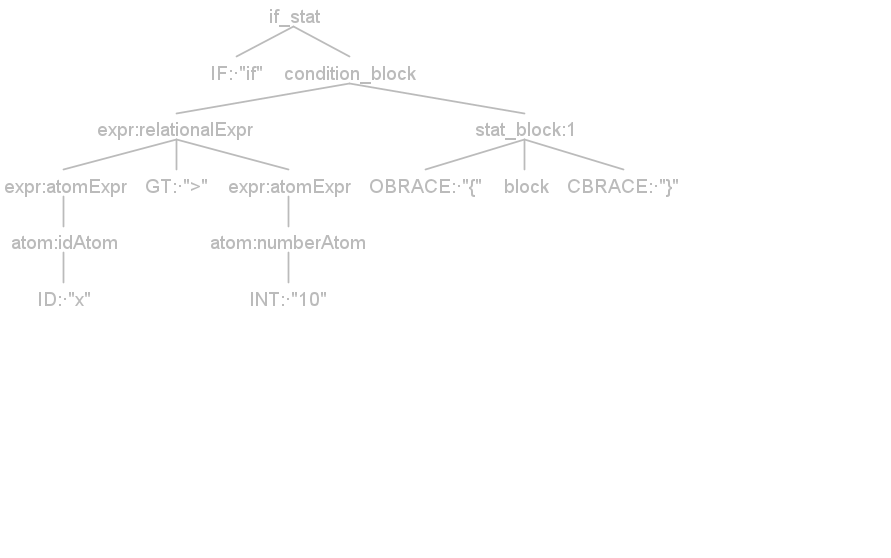 if_stat
IF:·"if" condition_block
expr:relationalExpr stat_block:1
expr:atomExpr GT:·">" expr:atomExpr OBRACE:·"{" block CBRACE:·"}"
atom:idAtom atom:numberAtom
ID:·"x" INT:·"10"